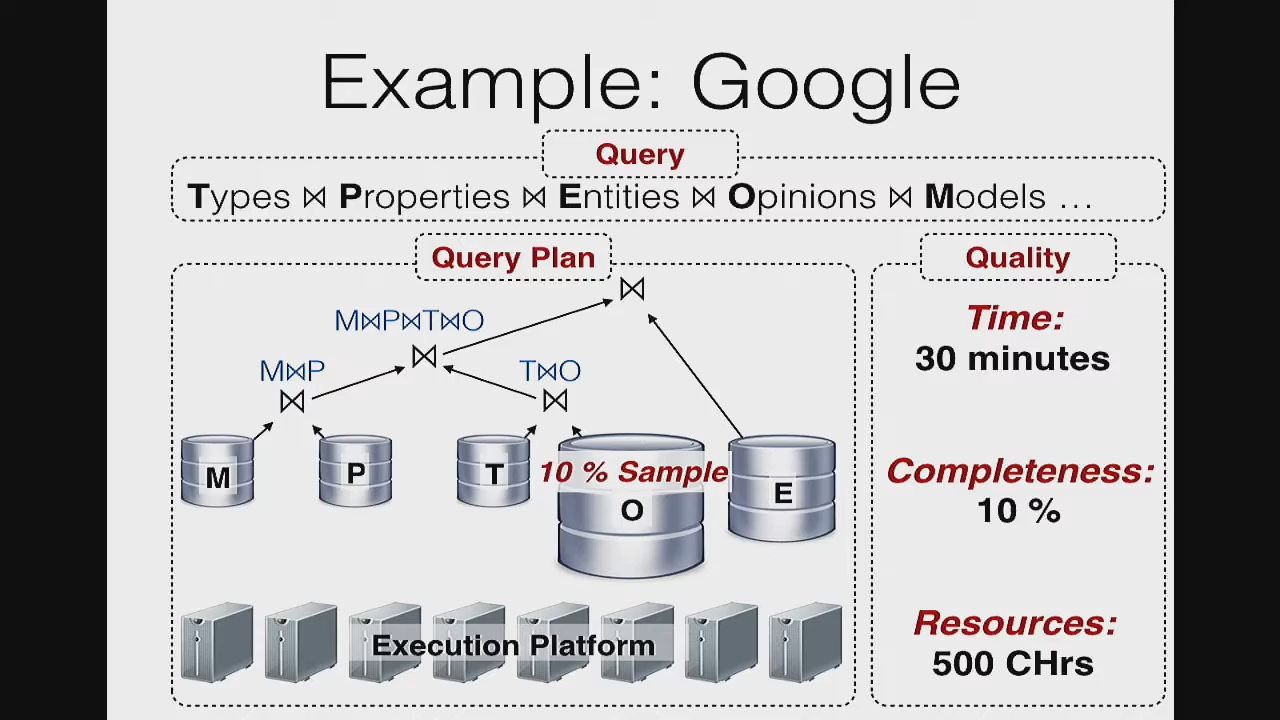 Example: Google
Query
Types ⋈ Properties ⋈ Entities ⋈ Opinions ⋈ Models ...
Query Plan
⋈
M⋈P⋈T⋈O
⋈
M⋈P
⋈
T⋈O
⋈
M
P
T
10 % Sample
O
E
Execution Platform
Quality
Time:
30 minutes
Completeness:
10 %
Resources:
500 CHrs